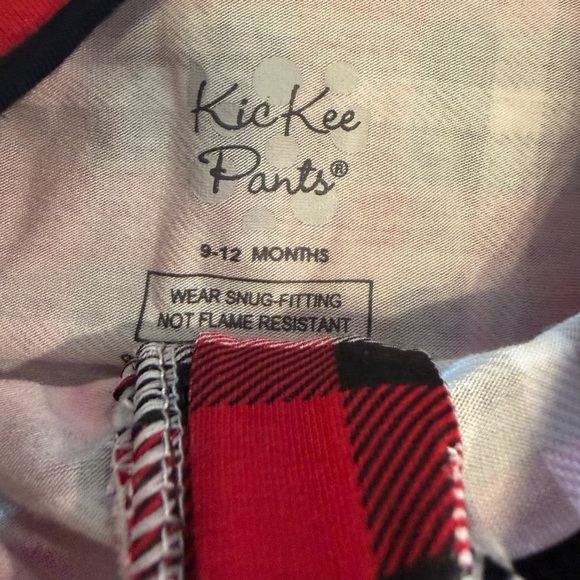 KicKee
Pants®
9-12 MONTHS
WEAR SNUG-FITTING
NOT FLAME RESISTANT